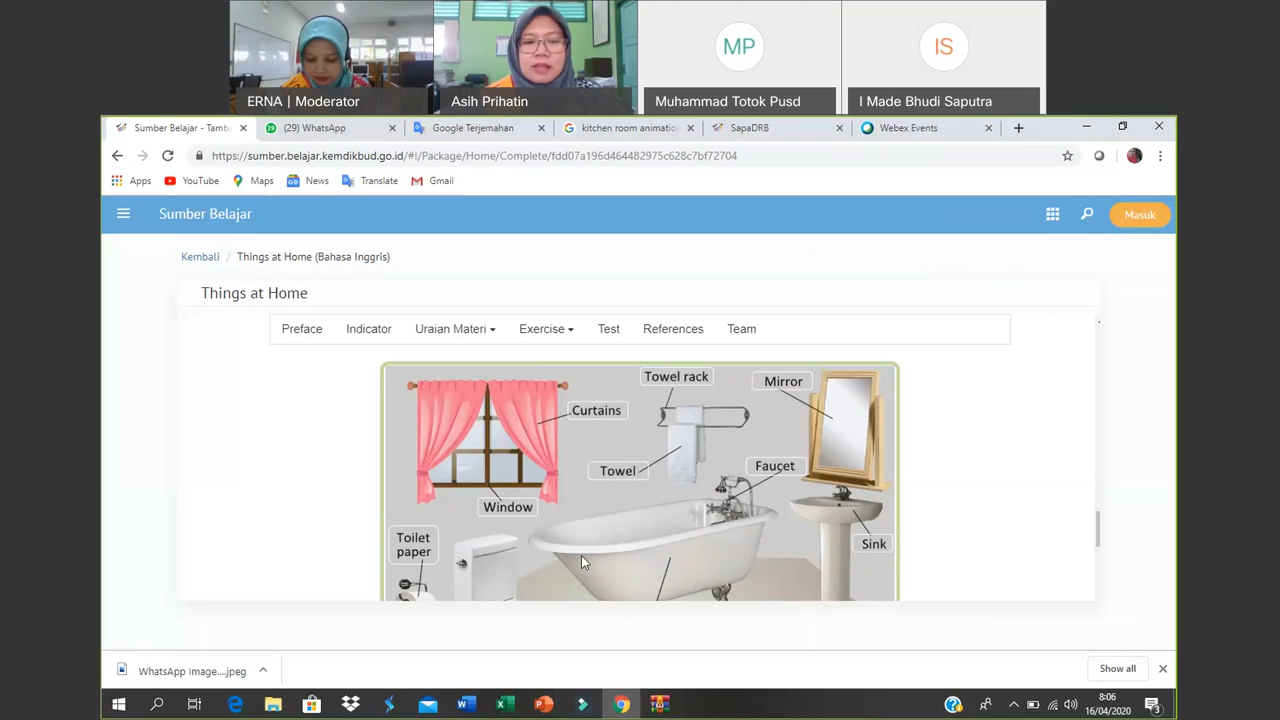 MP
IS
ERNA | Moderator
Asih Prihatin
Muhammad Totok Pusd
I Made Bhudi Saputra
Sumber Belajar - Tamba
(29) WhatsApp
Google Terjemahan
kitchen room animation
SapaDRB
Webex Events
https://sumber.belajar.kemdikbud.go.id/#!/Package/Home/Complete/fdd07a196d464482975c628c7bf72704
Apps
YouTube
Maps
News
Translate
Gmail
Sumber Belajar
Masuk
Kembali / Things at Home (Bahasa Inggris)
Things at Home
Preface
Indicator
Uraian Materi
Exercise
Test
References
Team
Towel rack
Mirror
Curtains
Towel
Faucet
Window
Toilet
paper
Sink
WhatsApp Image....jpeg
Show all
8:06
16/04/2020
3